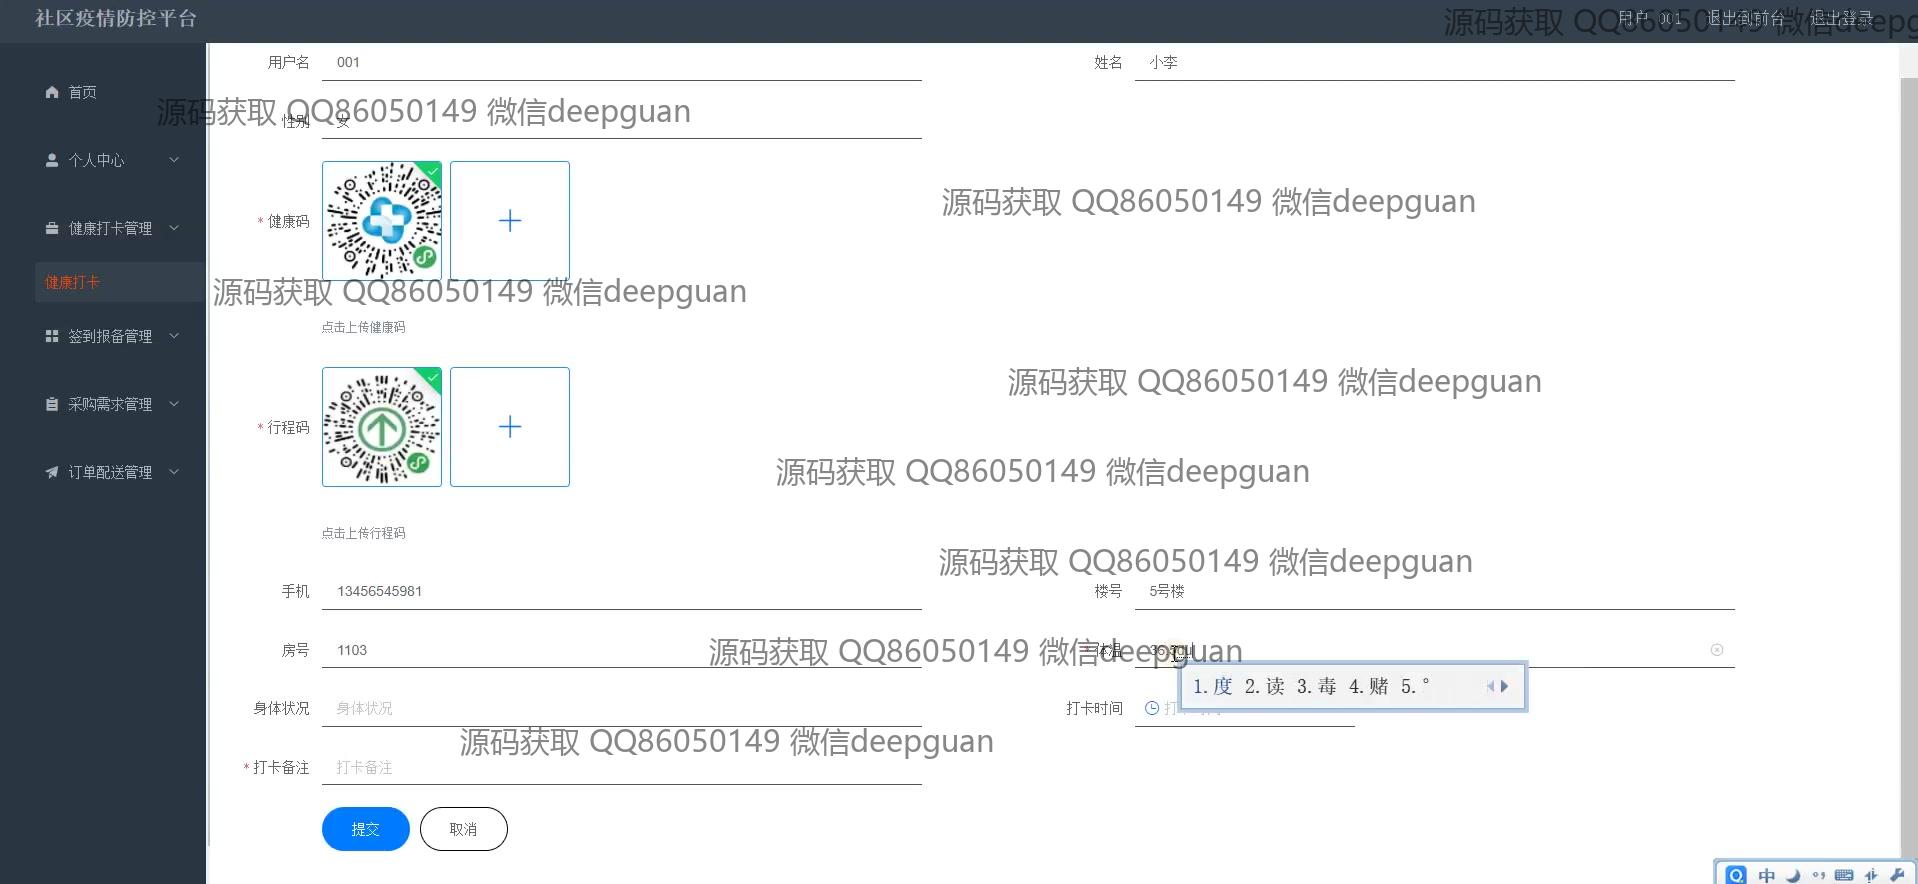 社区疫情防控平台
用户 001 退出到前台 退出登录
源码获取 QQ86050149 微信deepg
用户名 001 姓名 小李
首页
源码获取 QQ86050149 微信deepguan
性别 女
个人中心
源码获取 QQ86050149 微信deepguan
* 健康码
健康打卡管理
健康打卡
源码获取 QQ86050149 微信deepguan
点击上传健康码
签到报备管理
源码获取 QQ86050149 微信deepguan
采购需求管理
* 行程码
订单配送管理
源码获取 QQ86050149 微信deepguan
点击上传行程码
源码获取 QQ86050149 微信deepguan
手机 13456545981 楼号 5号楼
房号 1103 * 体温
源码获取 QQ86050149 微信deepguan
1.度 2.读 3.毒 4.赌 5.°
身体状况 身体状况 打卡时间
源码获取 QQ86050149 微信deepguan
* 打卡备注 打卡备注
提交 取消
中